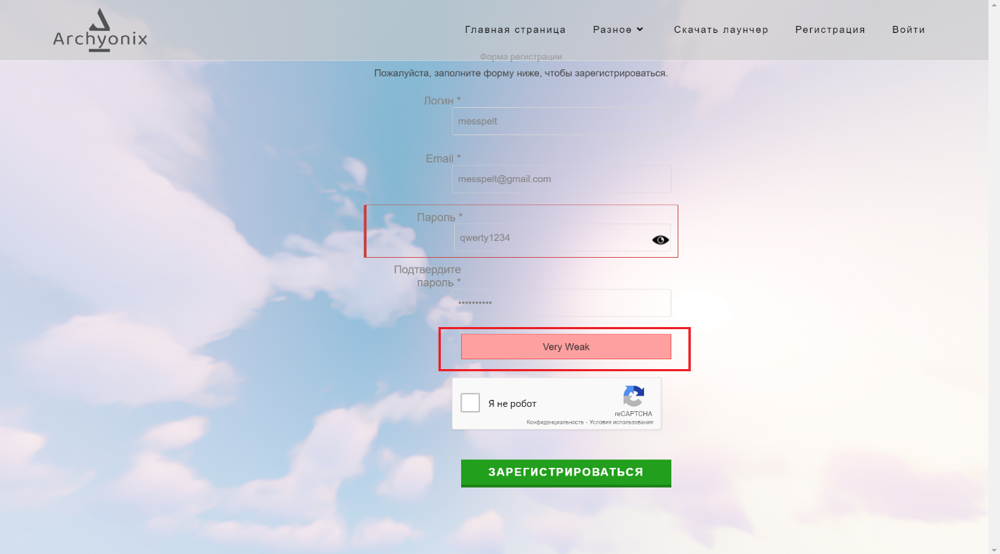 Archyonix
Главная страница Разное Скачать лаунчер Регистрация Войти
Форма регистрации
Пожалуйста, заполните форму ниже, чтобы зарегистрироваться.
Логин *
messpelt
Email *
messpelt@gmail.com
Пароль *
qwerty1234
Подтвердите
пароль *
••••••••••
Very Weak
Я не робот
reCAPTCHA
Конфиденциальность - Условия использования
ЗАРЕГИСТРИРОВАТЬСЯ